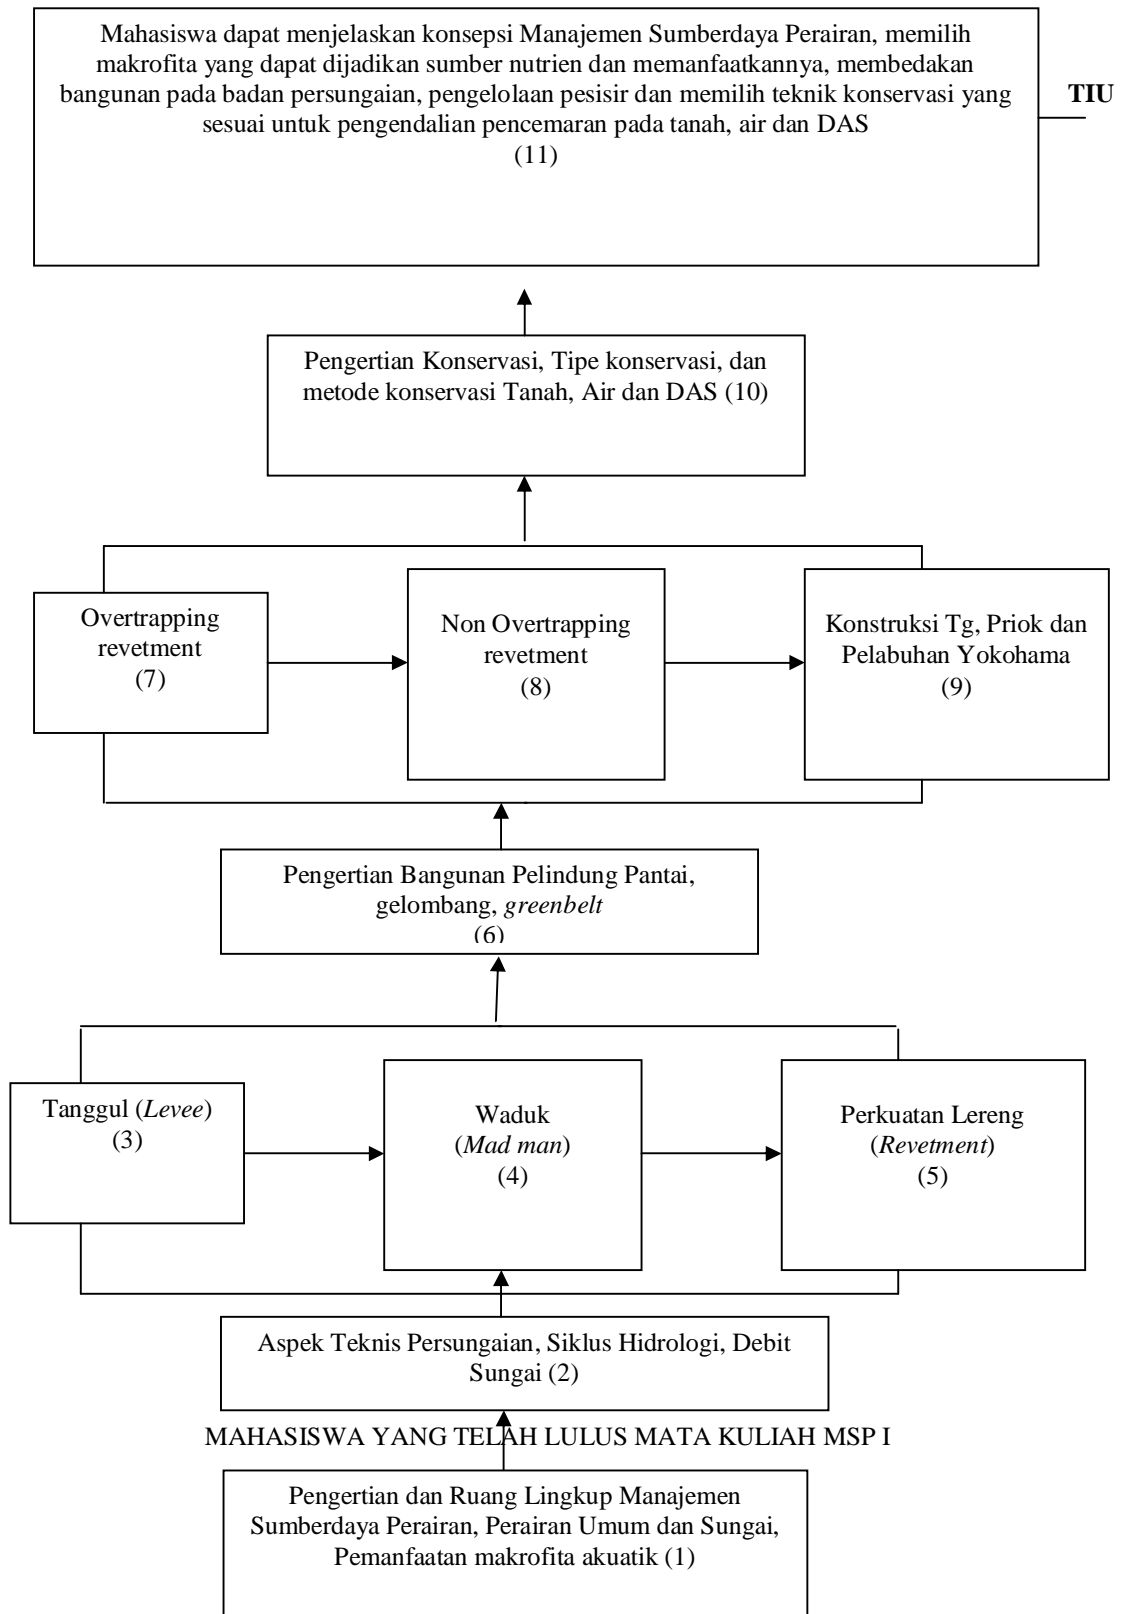 Mahasiswa dapat menjelaskan konsepsi Manajemen Sumberdaya Perairan, memilih
makrofita yang dapat dijadikan sumber nutrien dan memanfaatkannya, membedakan
bangunan pada badan persungaian, pengelolaan pesisir dan memilih teknik konservasi yang
sesuai untuk pengendalian pencemaran pada tanah, air dan DAS
(11)
TIU
Pengertian Konservasi, Tipe konservasi, dan
metode konservasi Tanah, Air dan DAS (10)
Overtrapping
revetment
(7)
Non Overtrapping
revetment
(8)
Konstruksi Tg, Priok dan
Pelabuhan Yokohama
(9)
Pengertian Bangunan Pelindung Pantai,
gelombang, greenbelt
(6)
Tanggul (Levee)
(3)
Waduk
(Mad man)
(4)
Perkuatan Lereng
(Revetment)
(5)
Aspek Teknis Persungaian, Siklus Hidrologi, Debit
Sungai (2)
MAHASISWA YANG TELAH LULUS MATA KULIAH MSP I
Pengertian dan Ruang Lingkup Manajemen
Sumberdaya Perairan, Perairan Umum dan Sungai,
Pemanfaatan makrofita akuatik (1)